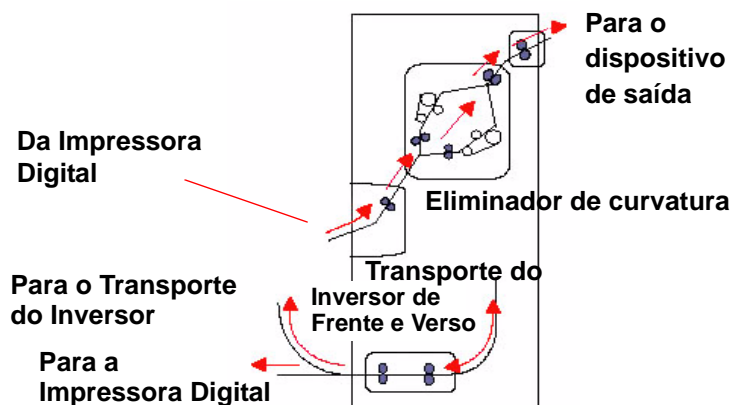 Para o
dispositivo
de saída
Da Impressora
Digital
Eliminador de curvatura
Transporte do
Inversor de
Frente e Verso
Para o Transporte
do Inversor
Para a
Impressora Digital